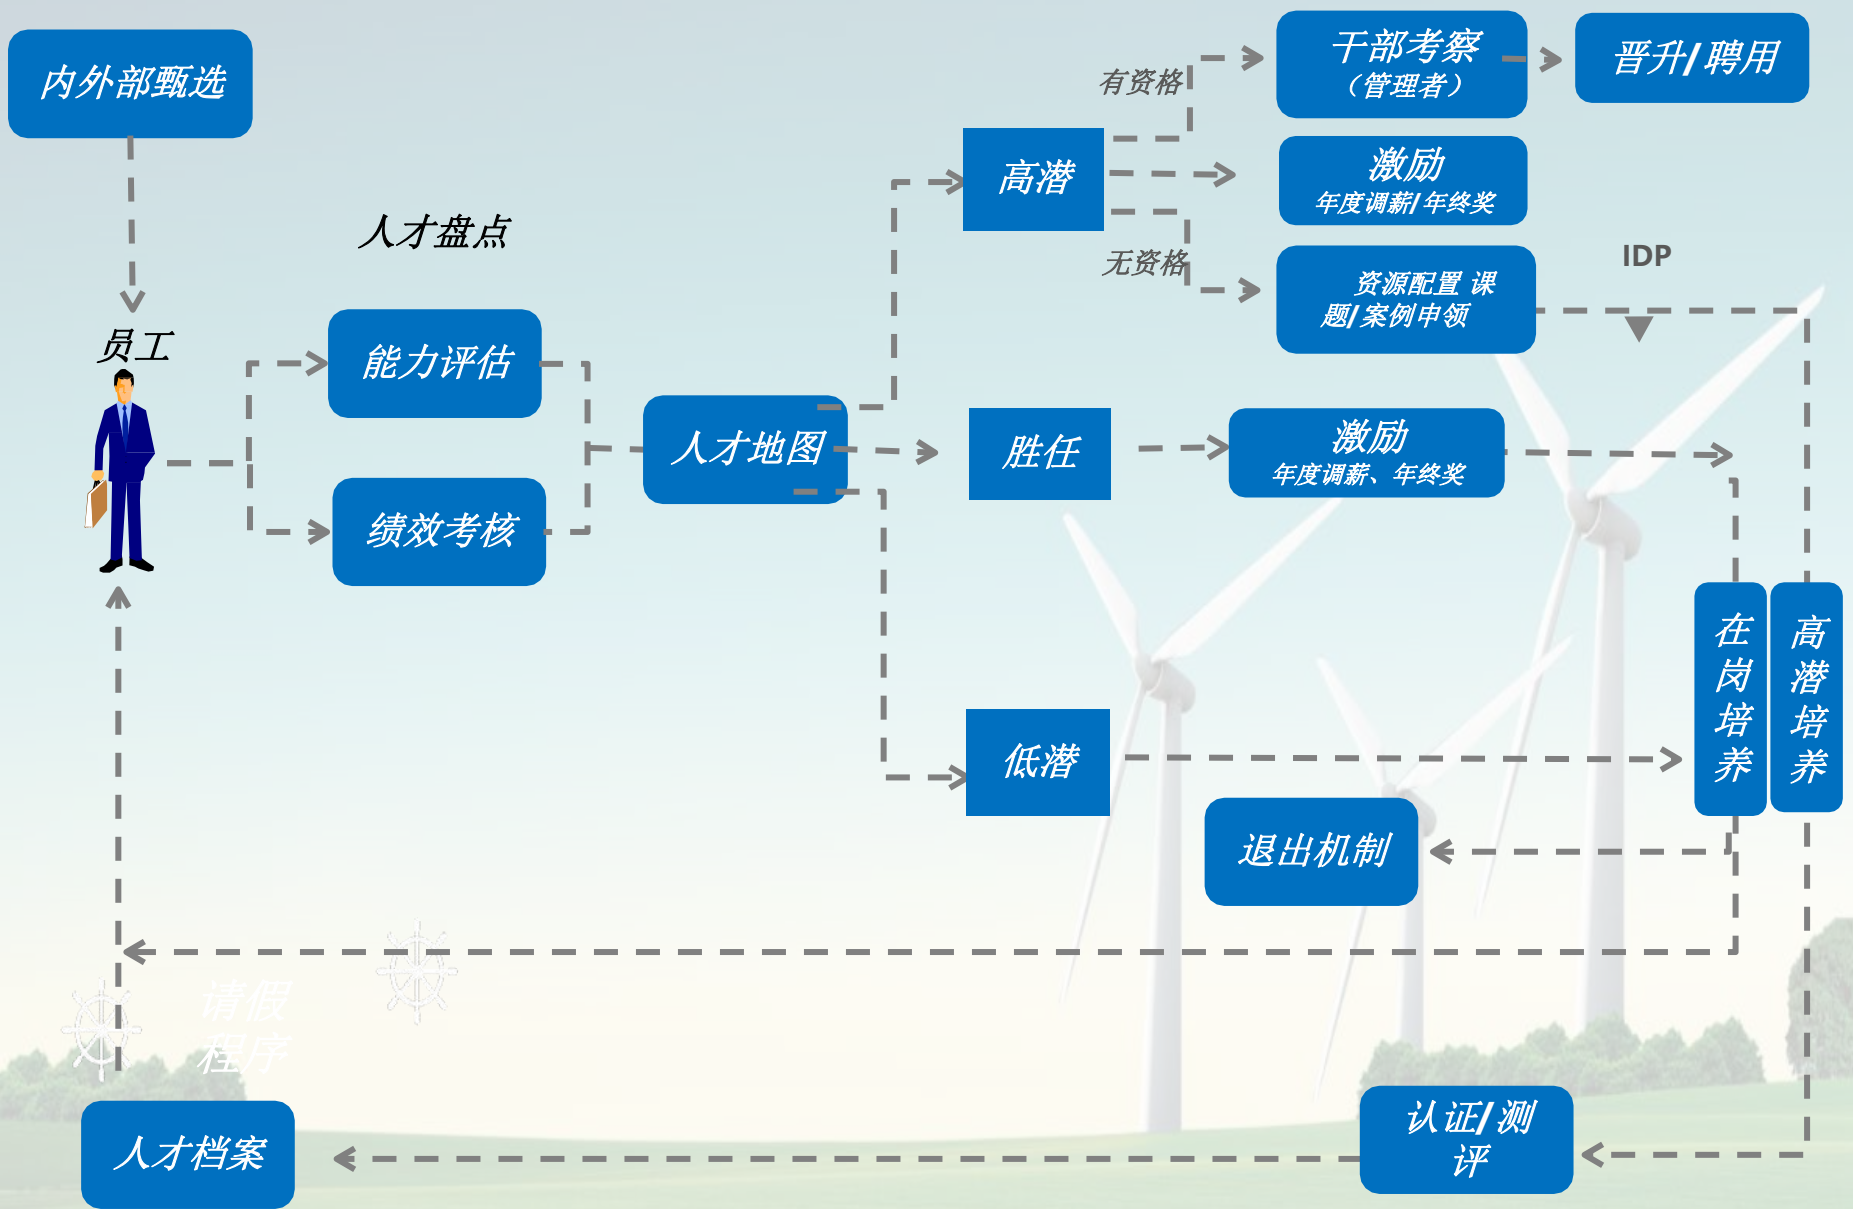 内外部甄选
员工
人才盘点
能力评估
绩效考核
人才地图
高潜
有资格
无资格
干部考察
（管理者）
晋升/聘用
激励
年度调薪/年终奖
资源配置 课
题/案例申领
IDP
胜任
激励
年度调薪、年终奖
低潜
退出机制
在
岗
培
养
高
潜
培
养
请假
程序
人才档案
认证/测
评